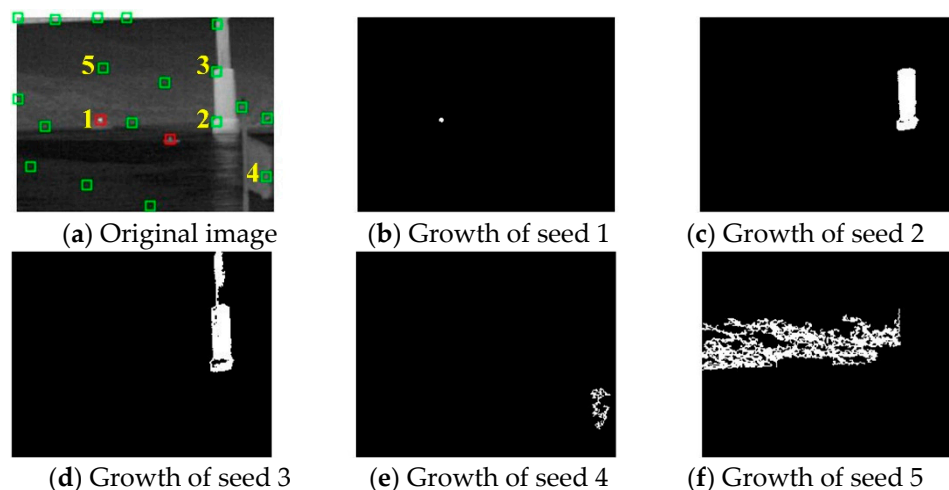 5 3
1 2
4
(a) Original image (b) Growth of seed 1 (c) Growth of seed 2
(d) Growth of seed 3 (e) Growth of seed 4 (f) Growth of seed 5